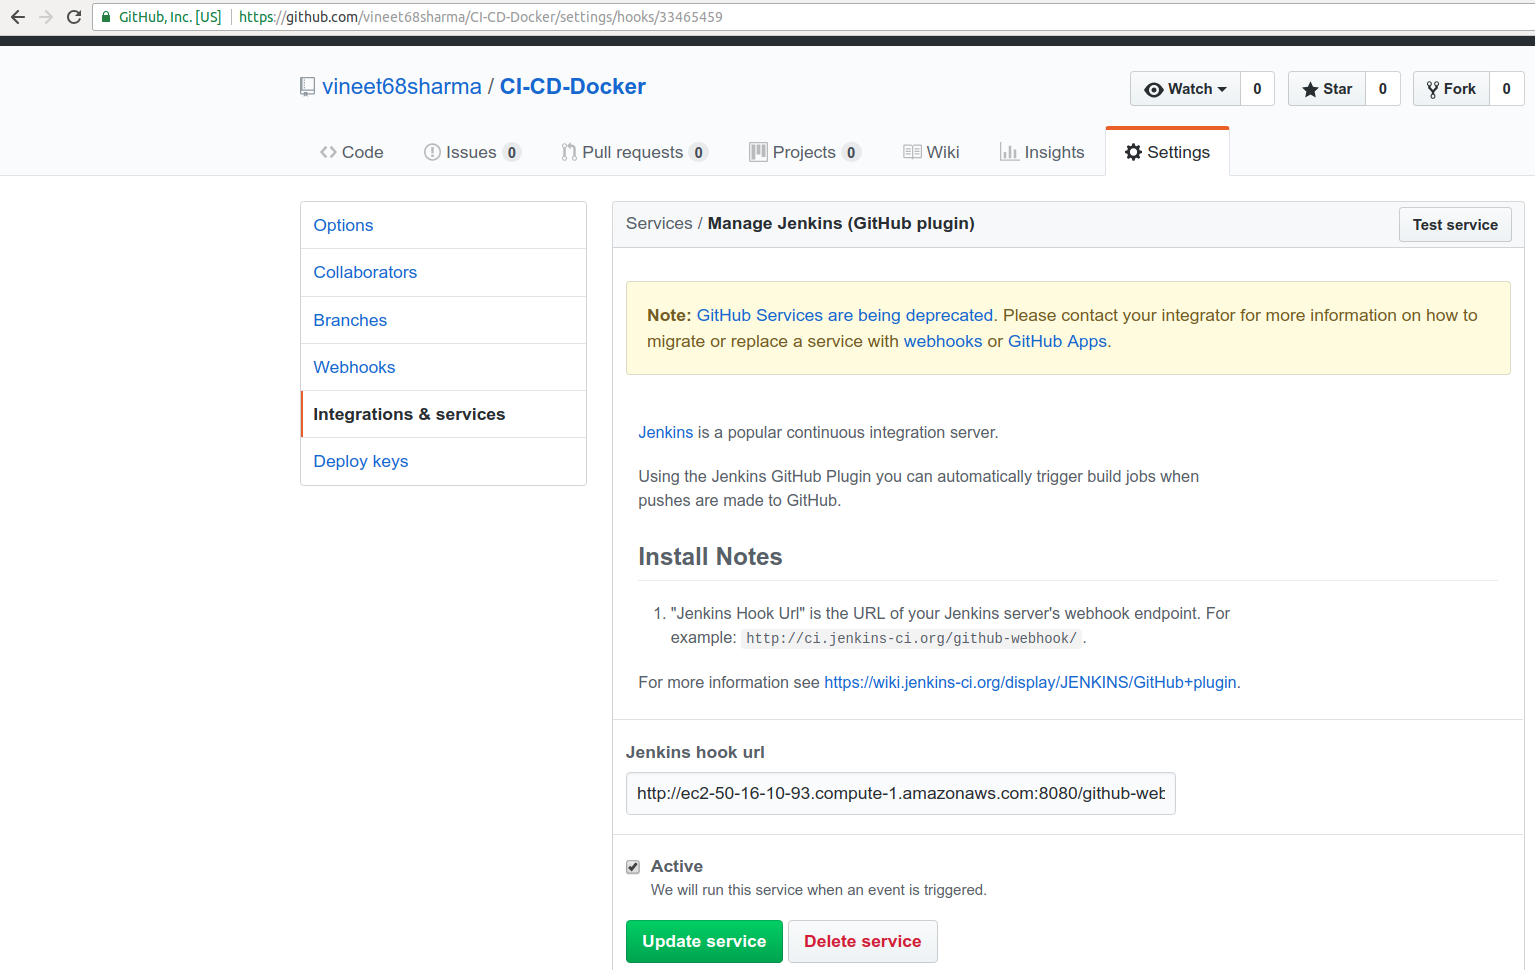 GitHub, Inc. [US] https://github.com/vineet68sharma/CI-CD-Docker/settings/hooks/33465459
vineet68sharma / CI-CD-Docker
Watch 0 Star 0 Fork 0
Code Issues 0 Pull requests 0 Projects 0 Wiki Insights Settings
Options
Collaborators
Branches
Webhooks
Integrations & services
Deploy keys
Services / Manage Jenkins (GitHub plugin) Test service
Note: GitHub Services are being deprecated. Please contact your integrator for more information on how to
migrate or replace a service with webhooks or GitHub Apps.
Jenkins is a popular continuous integration server.
Using the Jenkins GitHub Plugin you can automatically trigger build jobs when
pushes are made to GitHub.
Install Notes
1. "Jenkins Hook Url" is the URL of your Jenkins server's webhook endpoint. For
example: http://ci.jenkins-ci.org/github-webhook/.
For more information see https://wiki.jenkins-ci.org/display/JENKINS/GitHub+plugin.
Jenkins hook url
http://ec2-50-16-10-93.compute-1.amazonaws.com:8080/github-web
Active
We will run this service when an event is triggered.
Update service Delete service